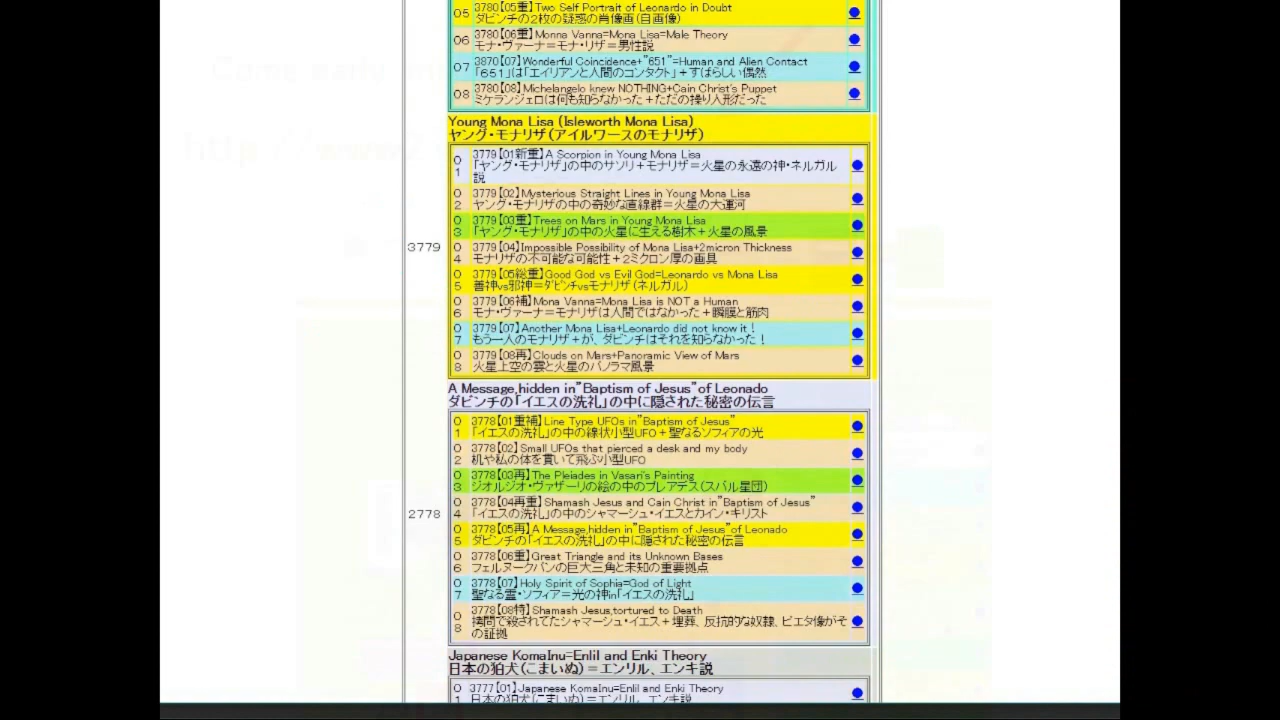 05
3780【05重】Two Self Portrait of Leonardo in Doubt
ダビンチの2枚の疑惑の肖像画(自画像)
06
3780【06重】Monna Vanna=Mona Lisa=Male Theory
モナ・ヴァーナ=モナ・リザ=男性説
07
3870【07】Wonderful Coincidence+"651"=Human and Alien Contact
「651」は「エイリアンと人間のコンタクト」+すばらしい偶然
08
3780【08】Michelangelo knew NOTHING+Cain Christ's Puppet
ミケランジェロは何も知らなかった+ただの操り人形だった
Young Mona Lisa (Isleworth Mona Lisa)
ヤング・モナリザ(アイルワースのモナリザ)
3779
01
3779【01新重】A Scorpion in Young Mona Lisa
「ヤング・モナリザ」の中のサソリ+モナリザ=火星の永遠の神・ネルガル
説
02
3779【02】Mysterious Straight Lines in Young Mona Lisa
ヤング・モナリザの中の奇妙な直線群=火星の大運河
03
3779【03重】Trees on Mars in Young Mona Lisa
「ヤング・モナリザ」の中の火星に生える樹木+火星の風景
04
3779【04】Impossible Possibility of Mona Lisa+2micron Thickness
モナリザの不可能な可能性+2ミクロン厚の画具
05
3779【05総重】Good God vs Evil God=Leonardo vs Mona Lisa
善神vs邪神=ダビンチvsモナリザ(ネルガル)
06
3779【06補】Mona Vanna=Mona Lisa is NOT a Human
モナ・ヴァーナ=モナリザは人間ではなかった+瞬膜と筋肉
07
3779【07】Another Mona Lisa+Leonardo did not know it!
もう一人のモナリザ+が、ダビンチはそれを知らなかった!
08
3779【08再】Clouds on Mars+Panoramic View of Mars
火星上空の雲と火星のパノラマ風景
A Message,hidden in"Baptism of Jesus"of Leonado
ダビンチの「イエスの洗礼」の中に隠された秘密の伝言
2778
01
3778【01重補】Line Type UFOs in"Baptism of Jesus"
「イエスの洗礼」の中の線状小型UFO+聖なるソフィアの光
02
3778【02】Small UFOs that pierced a desk and my body
机や私の体を貫いて飛ぶ小型UFO
03
3778【03再】The Pleiades in Vasari's Painting
ジオルジオ・ヴァザーリの絵の中のプレアデス(スバル星団)
04
3778【04再重】Shamash Jesus and Cain Christ in"Baptism of Jesus"
「イエスの洗礼」の中のシャマーシュ・イエスとカイン・キリスト
05
3778【05再】A Message,hidden in"Baptism of Jesus"of Leonado
ダビンチの「イエスの洗礼」の中に隠された秘密の伝言
06
3778【06重】Great Triangle and its Unknown Bases
フェルヌークバンの巨大三角と未知の重要拠点
07
3778【07】Holy Spirit of Sophia=God of Light
聖なる霊・ソフィア=光の神in「イエスの洗礼」
08
3778【08特】Shamash Jesus,tortured to Death
拷問で殺されてたシャマーシュ・イエス+埋葬、反抗的な奴隷、ピエタ像がそ
の証拠
Japanese KomaInu=Enlil and Enki Theory
日本の狛犬(こまいぬ)=エンリル、エンキ説
01
3777【01】Japanese KomaInu=Enlil and Enki Theory
日本の狛犬(こまいぬ)=エンリル、エンキ説